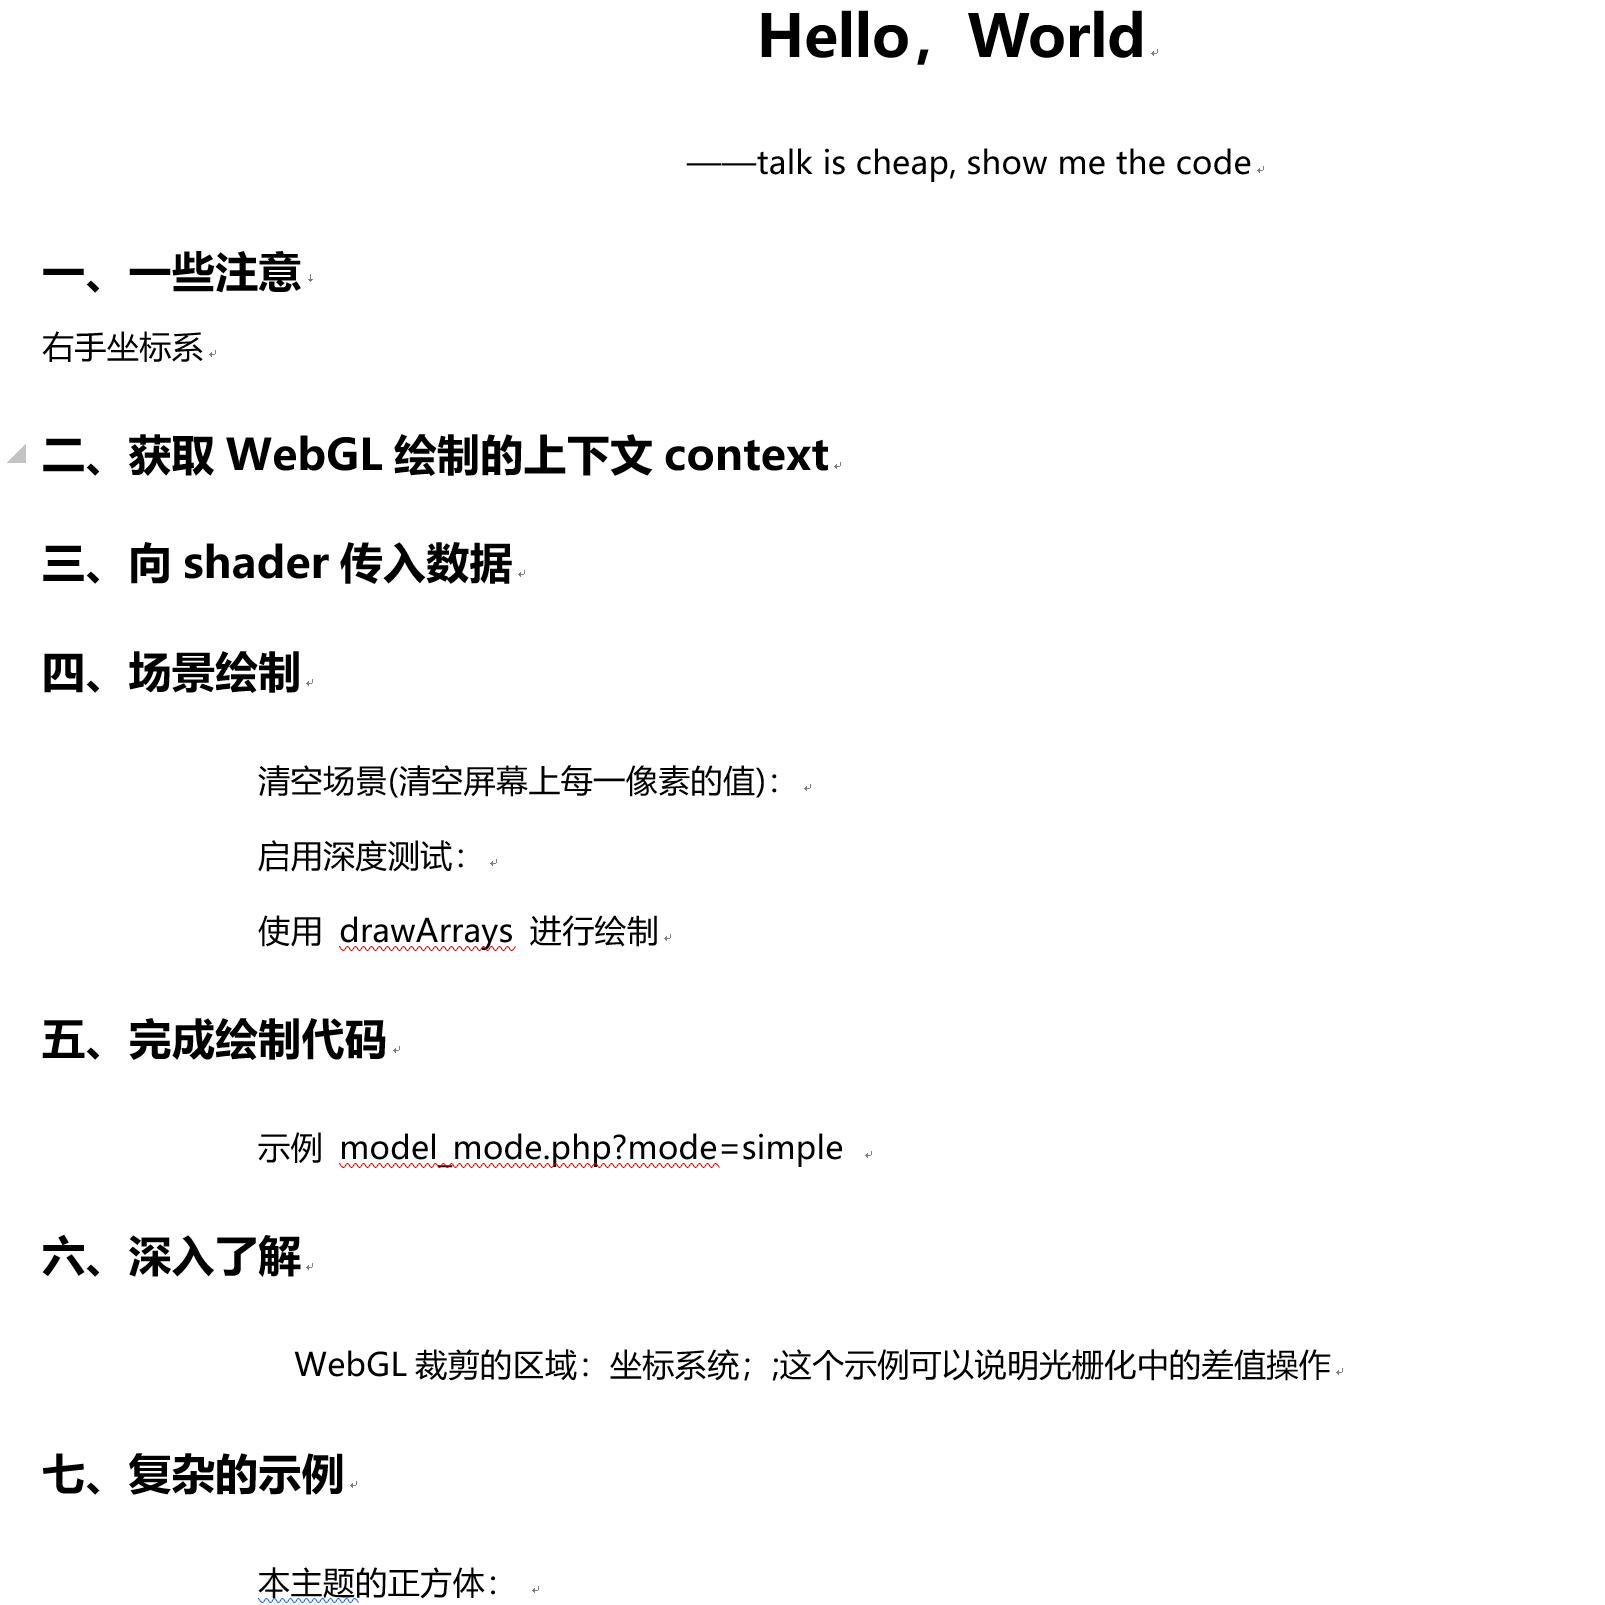 Hello，World
——talk is cheap, show me the code
一、一些注意
右手坐标系
二、获取 WebGL 绘制的上下文 context
三、向 shader 传入数据
四、场景绘制
清空场景(清空屏幕上每一像素的值)：
启用深度测试：
使用 drawArrays 进行绘制
五、完成绘制代码
示例 model_mode.php?mode=simple
六、深入了解
WebGL 裁剪的区域：坐标系统；;这个示例可以说明光栅化中的差值操作
七、复杂的示例
本主题的正方体：